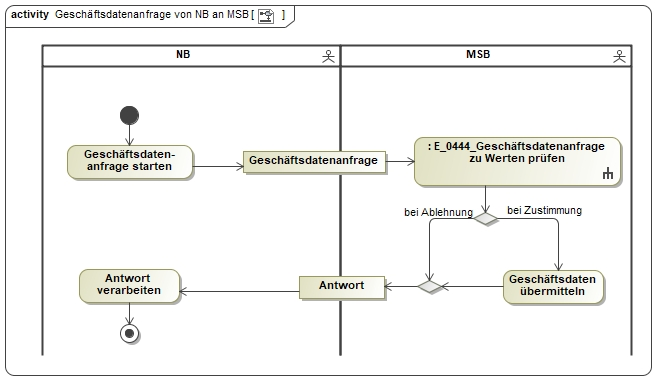 activity Geschäftsdatenanfrage von NB an MSB [ ]
NB
MSB
Geschäftsdaten-
anfrage starten
Geschäftsdatenanfrage
: E_0444_Geschäftsdatenanfrage
zu Werten prüfen
bei Ablehnung
bei Zustimmung
Antwort
verarbeiten
Antwort
Geschäftsdaten
übermitteln